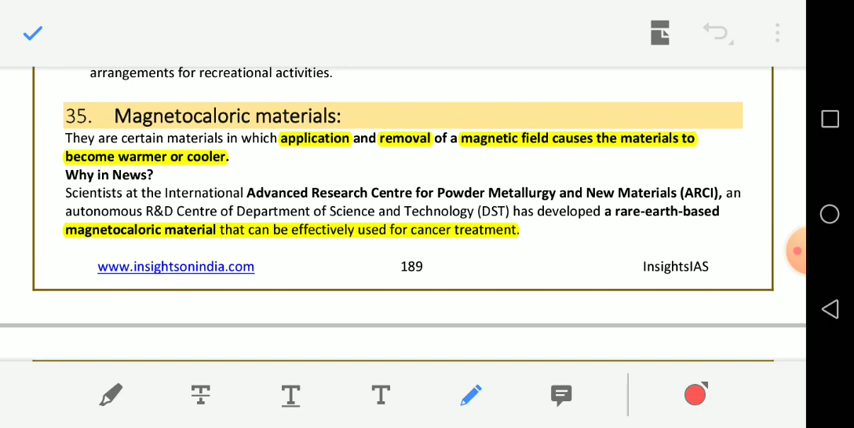 arrangements for recreational activities.
35. Magnetocaloric materials:
They are certain materials in which application and removal of a magnetic field causes the materials to
become warmer or cooler.
Why in News?
Scientists at the International Advanced Research Centre for Powder Metallurgy and New Materials (ARCI), an
autonomous R&D Centre of Department of Science and Technology (DST) has developed a rare-earth-based
magnetocaloric material that can be effectively used for cancer treatment.
www.insightsonindia.com 189 InsightsIAS